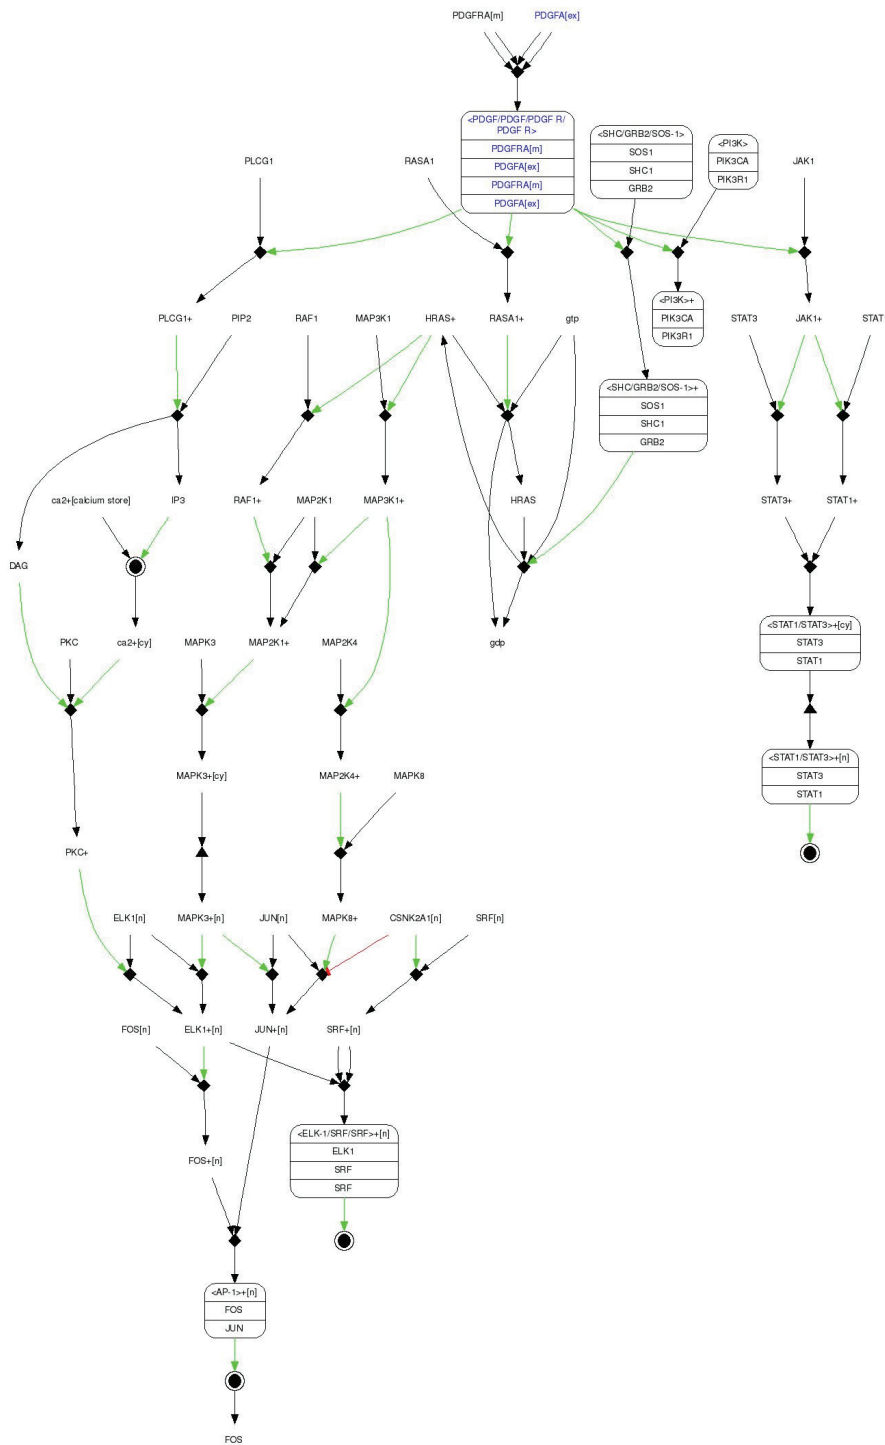 PDGFRA[m] PDGFA[ex]
<PDGF/PDGF/PDGF R/
PDGF R>
PDGFRA[m]
PDGFA[ex]
PDGFRA[m]
PDGFA[ex]
<SHC/GRB2/SOS-1>
SOS1
SHC1
GRB2
<PI3K>
PIK3CA
PIK3R1
PLCG1 RASA1 JAK1
<PI3K>+
PIK3CA
PIK3R1
PLCG1+ PIP2 RAF1 MAP3K1 HRAS+ RASA1+ gtp STAT3 JAK1+ STAT
<SHC/GRB2/SOS-1>+
SOS1
SHC1
GRB2
ca2+[calcium store] IP3 RAF1+ MAP2K1 MAP3K1+ HRAS STAT3+ STAT1+
DAG
PKC ca2+[cy] MAPK3 MAP2K1+ MAP2K4 gdp
<STAT1/STAT3>+[cy]
STAT3
STAT1
MAPK3+[cy] MAP2K4+ MAPK8
<STAT1/STAT3>+[n]
STAT3
STAT1
PKC+
ELK1[n] MAPK3+[n] JUN[n] MAPK8+ CSNK2A1[n] SRF[n]
FOS[n] ELK1+[n] JUN+[n] SRF+[n]
<ELK-1/SRF/SRF>+[n]
ELK1
SRF
SRF
FOS+[n]
<AP-1>+[n]
FOS
JUN
FOS